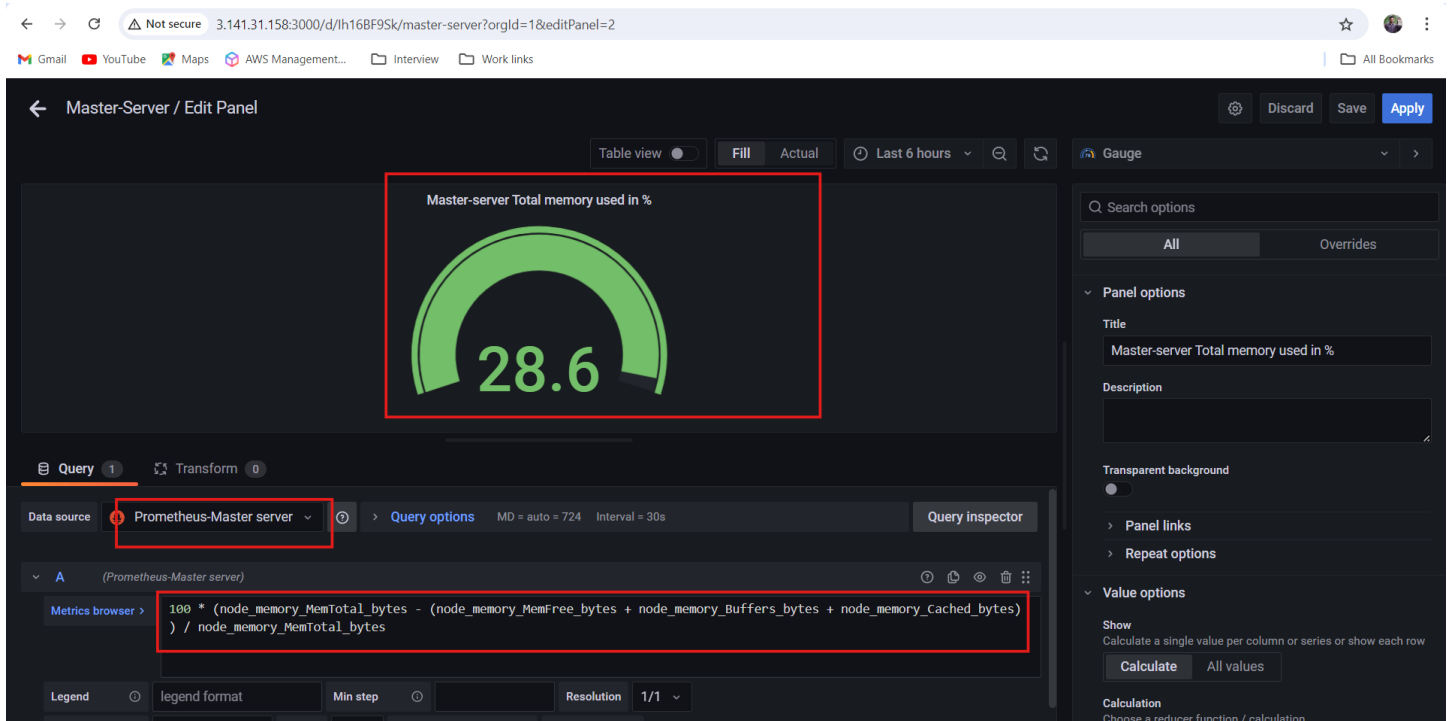 Not secure 3.141.31.158:3000/d/Ih16BF9Sk/master-server?orgId=1&editPanel=2
Gmail YouTube Maps AWS Management... Interview Work links All Bookmarks
Master-Server / Edit Panel Discard Save Apply
Table view Fill Actual Last 6 hours Gauge
Master-server Total memory used in %
28.6
Search options
All Overrides
Panel options
Title
Master-server Total memory used in %
Description
Transparent background
Panel links
Repeat options
Value options
Show
Calculate a single value per column or series or show each row
Calculate All values
Calculation
Choose a reducer function / calculation
Query 1 Transform 0
Data source Prometheus-Master server Query options MD = auto = 724 Interval = 30s Query inspector
A (Prometheus-Master server)
Metrics browser > 100 * (node_memory_MemTotal_bytes - (node_memory_MemFree_bytes + node_memory_Buffers_bytes + node_memory_Cached_bytes)
) / node_memory_MemTotal_bytes
Legend legend format Min step Resolution 1/1